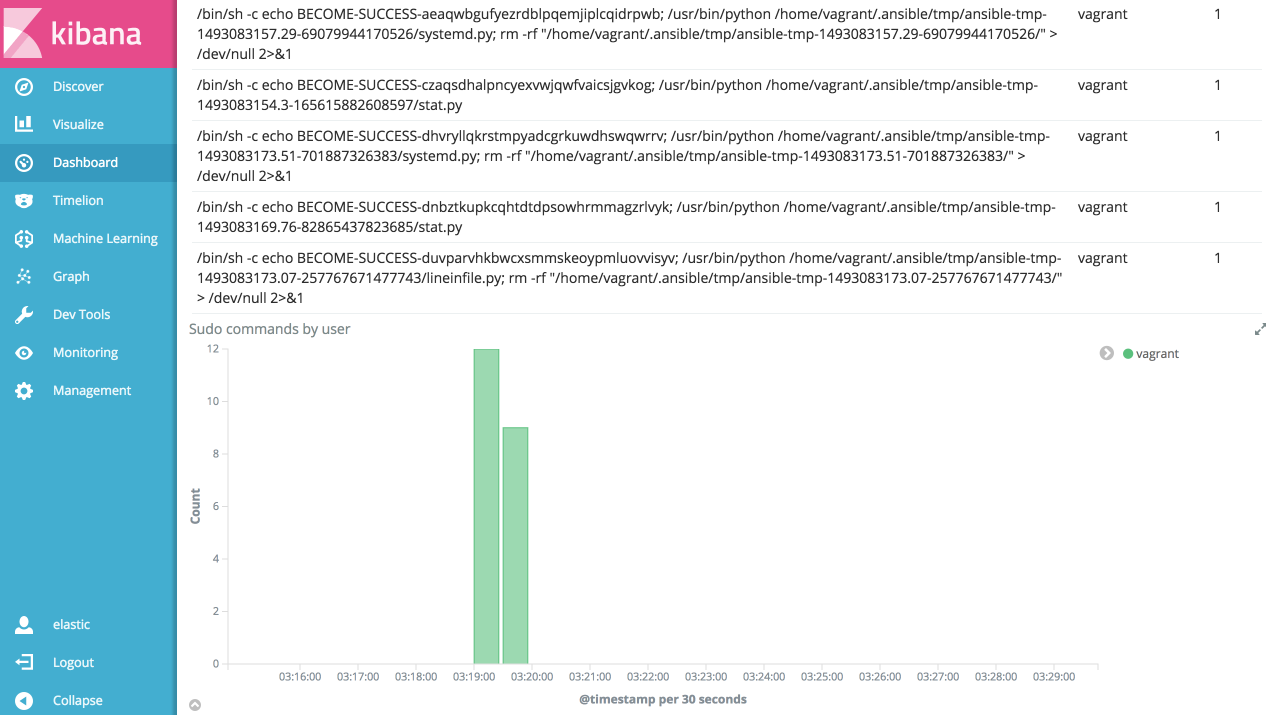 kibana
Discover
Visualize
Dashboard
Timelion
Machine Learning
Graph
Dev Tools
Monitoring
Management
elastic
Logout
Collapse
/bin/sh -c echo BECOME-SUCCESS-aeaqwbgufyezrdblpqemjiplcqidrpwb; /usr/bin/python /home/vagrant/.ansible/tmp/ansible-tmp- vagrant 1
1493083157.29-69079944170526/systemd.py; rm -rf "/home/vagrant/.ansible/tmp/ansible-tmp-1493083157.29-69079944170526/" >
/dev/null 2>&1
/bin/sh -c echo BECOME-SUCCESS-czaqsdhalpncyexvwjqwfvaicsjgvkog; /usr/bin/python /home/vagrant/.ansible/tmp/ansible-tmp- vagrant 1
1493083154.3-165615882608597/stat.py
/bin/sh -c echo BECOME-SUCCESS-dhvryllqkrstmpyadcgrkuwdhswqwrrv; /usr/bin/python /home/vagrant/.ansible/tmp/ansible-tmp- vagrant 1
1493083173.51-701887326383/systemd.py; rm -rf "/home/vagrant/.ansible/tmp/ansible-tmp-1493083173.51-701887326383/" >
/dev/null 2>&1
/bin/sh -c echo BECOME-SUCCESS-dnbztkupkcqhtdtdpsowhrmmagzrlvyk; /usr/bin/python /home/vagrant/.ansible/tmp/ansible-tmp- vagrant 1
1493083169.76-82865437823685/stat.py
/bin/sh -c echo BECOME-SUCCESS-duvparvhkbwcxsmmskeoypmluovvisyv; /usr/bin/python /home/vagrant/.ansible/tmp/ansible-tmp- vagrant 1
1493083173.07-257767671477743/lineinfile.py; rm -rf "/home/vagrant/.ansible/tmp/ansible-tmp-1493083173.07-257767671477743/"
> /dev/null 2>&1
Sudo commands by user
12
10
8
6
4
2
0
Count
03:16:00 03:17:00 03:18:00 03:19:00 03:20:00 03:21:00 03:22:00 03:23:00 03:24:00 03:25:00 03:26:00 03:27:00 03:28:00 03:29:00
@timestamp per 30 seconds
vagrant